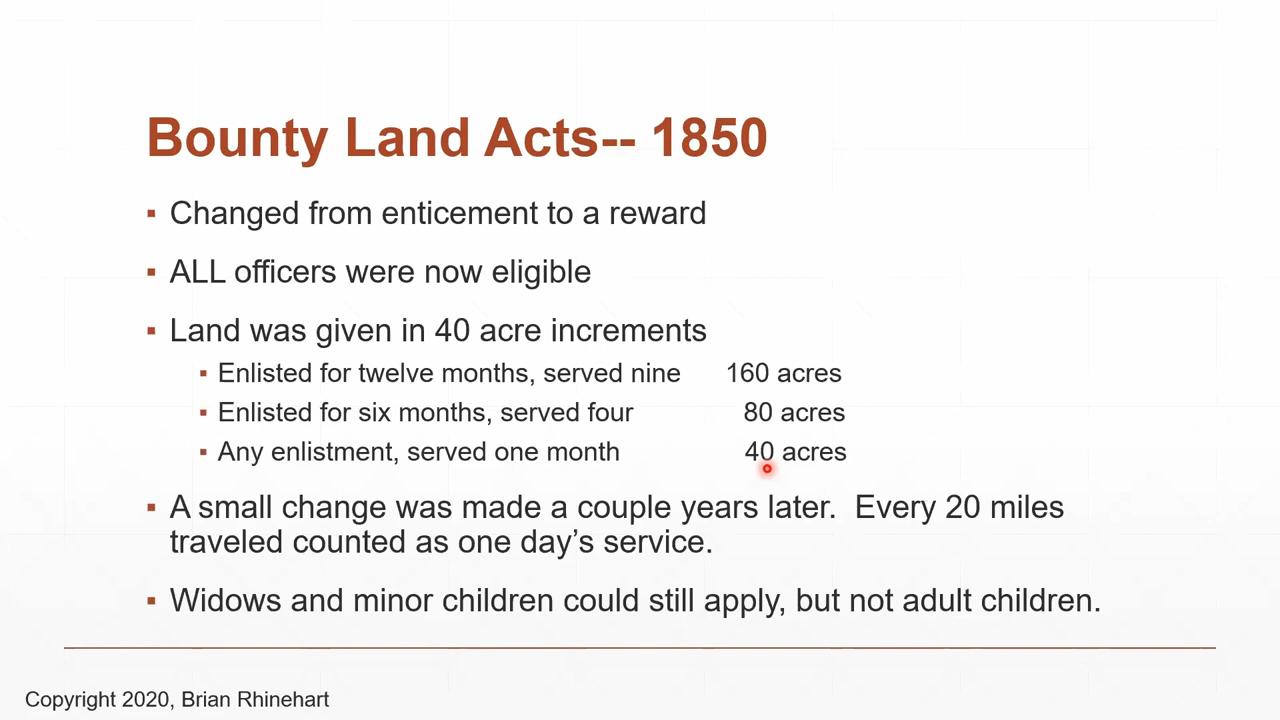 Bounty Land Acts-- 1850
▪ Changed from enticement to a reward
▪ ALL officers were now eligible
▪ Land was given in 40 acre increments
▪ Enlisted for twelve months, served nine 160 acres
▪ Enlisted for six months, served four 80 acres
▪ Any enlistment, served one month 40 acres
▪ A small change was made a couple years later. Every 20 miles
traveled counted as one day’s service.
▪ Widows and minor children could still apply, but not adult children.
Copyright 2020, Brian Rhinehart